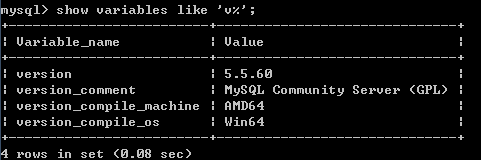 mysql> show variables like 'v%';
+-------------------------+------------------------------+
| Variable_name           | Value                        |
+-------------------------+------------------------------+
| version                 | 5.5.60                       |
| version_comment         | MySQL Community Server (GPL) |
| version_compile_machine | AMD64                        |
| version_compile_os      | Win64                        |
+-------------------------+------------------------------+
4 rows in set (0.08 sec)